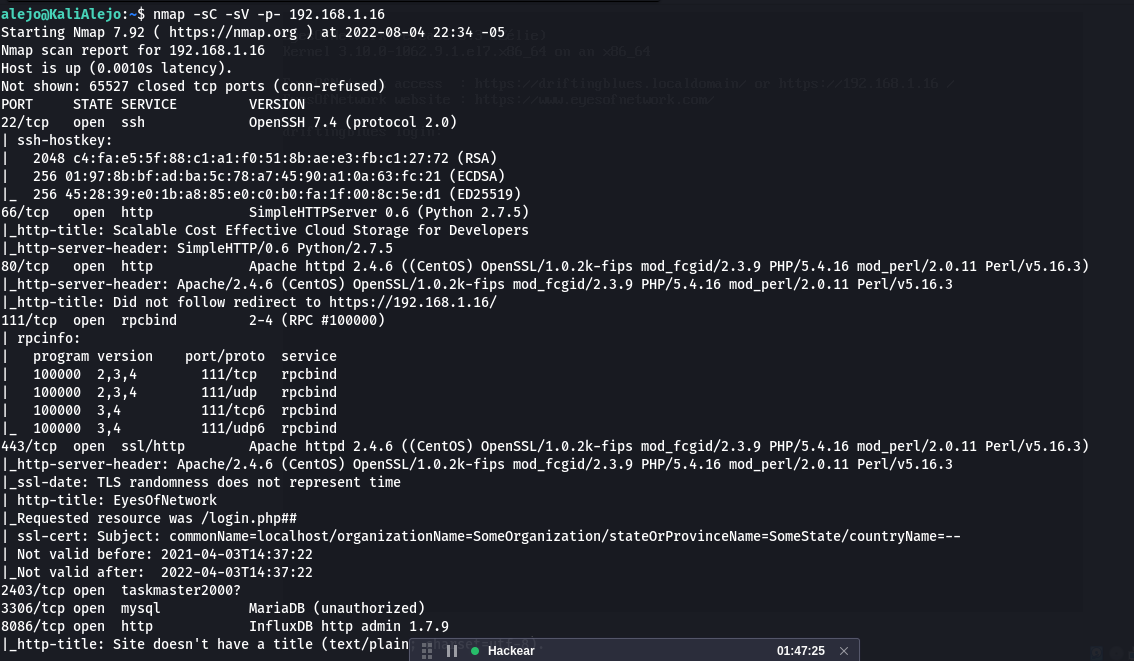 alejo@KaliAlejo:~$ nmap -sC -sV -p- 192.168.1.16
Starting Nmap 7.92 ( https://nmap.org ) at 2022-08-04 22:34 -05
Nmap scan report for 192.168.1.16
Host is up (0.0010s latency).
Not shown: 65527 closed tcp ports (conn-refused)
PORT     STATE SERVICE         VERSION
22/tcp   open  ssh             OpenSSH 7.4 (protocol 2.0)
| ssh-hostkey:
|   2048 c4:fa:e5:5f:88:c1:a1:f0:51:8b:ae:e3:fb:c1:27:72 (RSA)
|   256 01:97:8b:bf:ad:ba:5c:78:a7:45:90:a1:0a:63:fc:21 (ECDSA)
|_  256 45:28:39:e0:1b:a8:85:e0:c0:b0:fa:1f:00:8c:5e:d1 (ED25519)
66/tcp   open  http            SimpleHTTPServer 0.6 (Python 2.7.5)
|_http-title: Scalable Cost Effective Cloud Storage for Developers
|_http-server-header: SimpleHTTP/0.6 Python/2.7.5
80/tcp   open  http            Apache httpd 2.4.6 ((CentOS) OpenSSL/1.0.2k-fips mod_fcgid/2.3.9 PHP/5.4.16 mod_perl/2.0.11 Perl/v5.16.3)
|_http-server-header: Apache/2.4.6 (CentOS) OpenSSL/1.0.2k-fips mod_fcgid/2.3.9 PHP/5.4.16 mod_perl/2.0.11 Perl/v5.16.3
|_http-title: Did not follow redirect to https://192.168.1.16/
111/tcp  open  rpcbind         2-4 (RPC #100000)
| rpcinfo:
|   program version    port/proto  service
|   100000  2,3,4        111/tcp   rpcbind
|   100000  2,3,4        111/udp   rpcbind
|   100000  3,4          111/tcp6  rpcbind
|_  100000  3,4          111/udp6  rpcbind
443/tcp  open  ssl/http        Apache httpd 2.4.6 ((CentOS) OpenSSL/1.0.2k-fips mod_fcgid/2.3.9 PHP/5.4.16 mod_perl/2.0.11 Perl/v5.16.3)
|_http-server-header: Apache/2.4.6 (CentOS) OpenSSL/1.0.2k-fips mod_fcgid/2.3.9 PHP/5.4.16 mod_perl/2.0.11 Perl/v5.16.3
|_ssl-date: TLS randomness does not represent time
| http-title: EyesOfNetwork
|_Requested resource was /login.php##
| ssl-cert: Subject: commonName=localhost/organizationName=SomeOrganization/stateOrProvinceName=SomeState/countryName=--
| Not valid before: 2021-04-03T14:37:22
|_Not valid after:  2022-04-03T14:37:22
2403/tcp open  taskmaster2000?
3306/tcp open  mysql           MariaDB (unauthorized)
8086/tcp open  http            InfluxDB http admin 1.7.9
|_http-title: Site doesn't have a title (text/plain;
Hackear 01:47:25